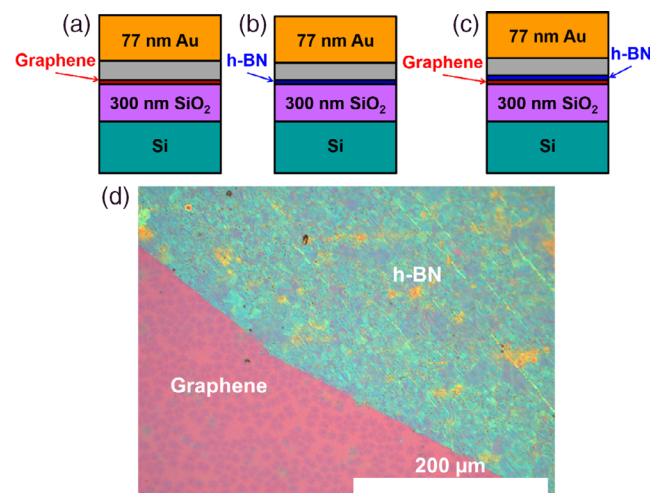 (a)
77 nm Au
Graphene
300 nm SiO₂
Si
(b)
77 nm Au
h-BN
300 nm SiO₂
Si
(c)
77 nm Au
h-BN
Graphene
300 nm SiO₂
Si
(d)
h-BN
Graphene
200 µm